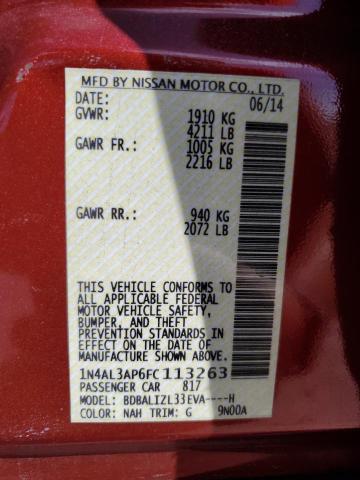 MFD BY NISSAN MOTOR CO., LTD.
DATE: 06/14
GVWR: 1910 KG
4211 LB
GAWR FR.: 1005 KG
2216 LB
GAWR RR.: 940 KG
2072 LB
THIS VEHICLE CONFORMS TO
ALL APPLICABLE FEDERAL
MOTOR VEHICLE SAFETY,
BUMPER, AND THEFT
PREVENTION STANDARDS IN
EFFECT ON THE DATE OF
MANUFACTURE SHOWN ABOVE.
1N4AL3AP6FC113263
PASSENGER CAR 817
MODEL: BDBALIZL33EVA----H
COLOR: NAH TRIM: G 9N00A